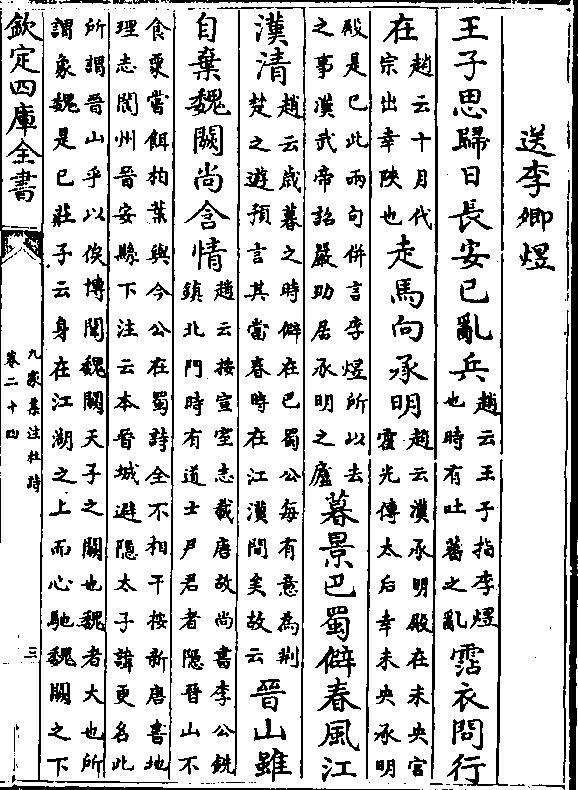 送李卿煜
王子思歸日長安已亂兵趙云王子指李煜也時有吐蕃之亂霑衣問行
在趙云十月代宗出幸陜也走馬向承明趙云漢承明殿在未央宮霍光傳太后幸未央承明
殿是已此兩句併言李煜所以去之事漢武帝詔嚴助居承明之廬暮景巴蜀僻春風江
漢清趙云歲暮之時僻在巴蜀公每有意為荆楚之遊預言其當春時在江漢間矣故云晉山雖
自棄魏闕尚含情趙云按宣室志載唐故尚書李公銑鎮北門時有道士尹君者隱晉山不
食粟嘗餌柏葉與今公在蜀詩全不相干按新唐書地理志閬州晉安縣下注云本晉城避隱太子諱更名此
所謂晉山乎以俟博聞魏闕天子之闕也魏者大也所謂象魏是已莊子云身在江湖之上而心馳魏闕之下
欽定四庫全書
九家集注杜詩
卷二十四
三